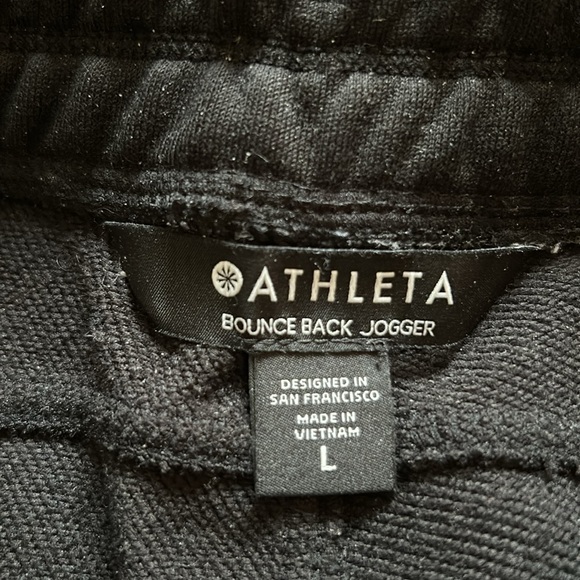 ATHLETA
BOUNCE BACK JOGGER
DESIGNED IN
SAN FRANCISCO
MADE IN
VIETNAM
L